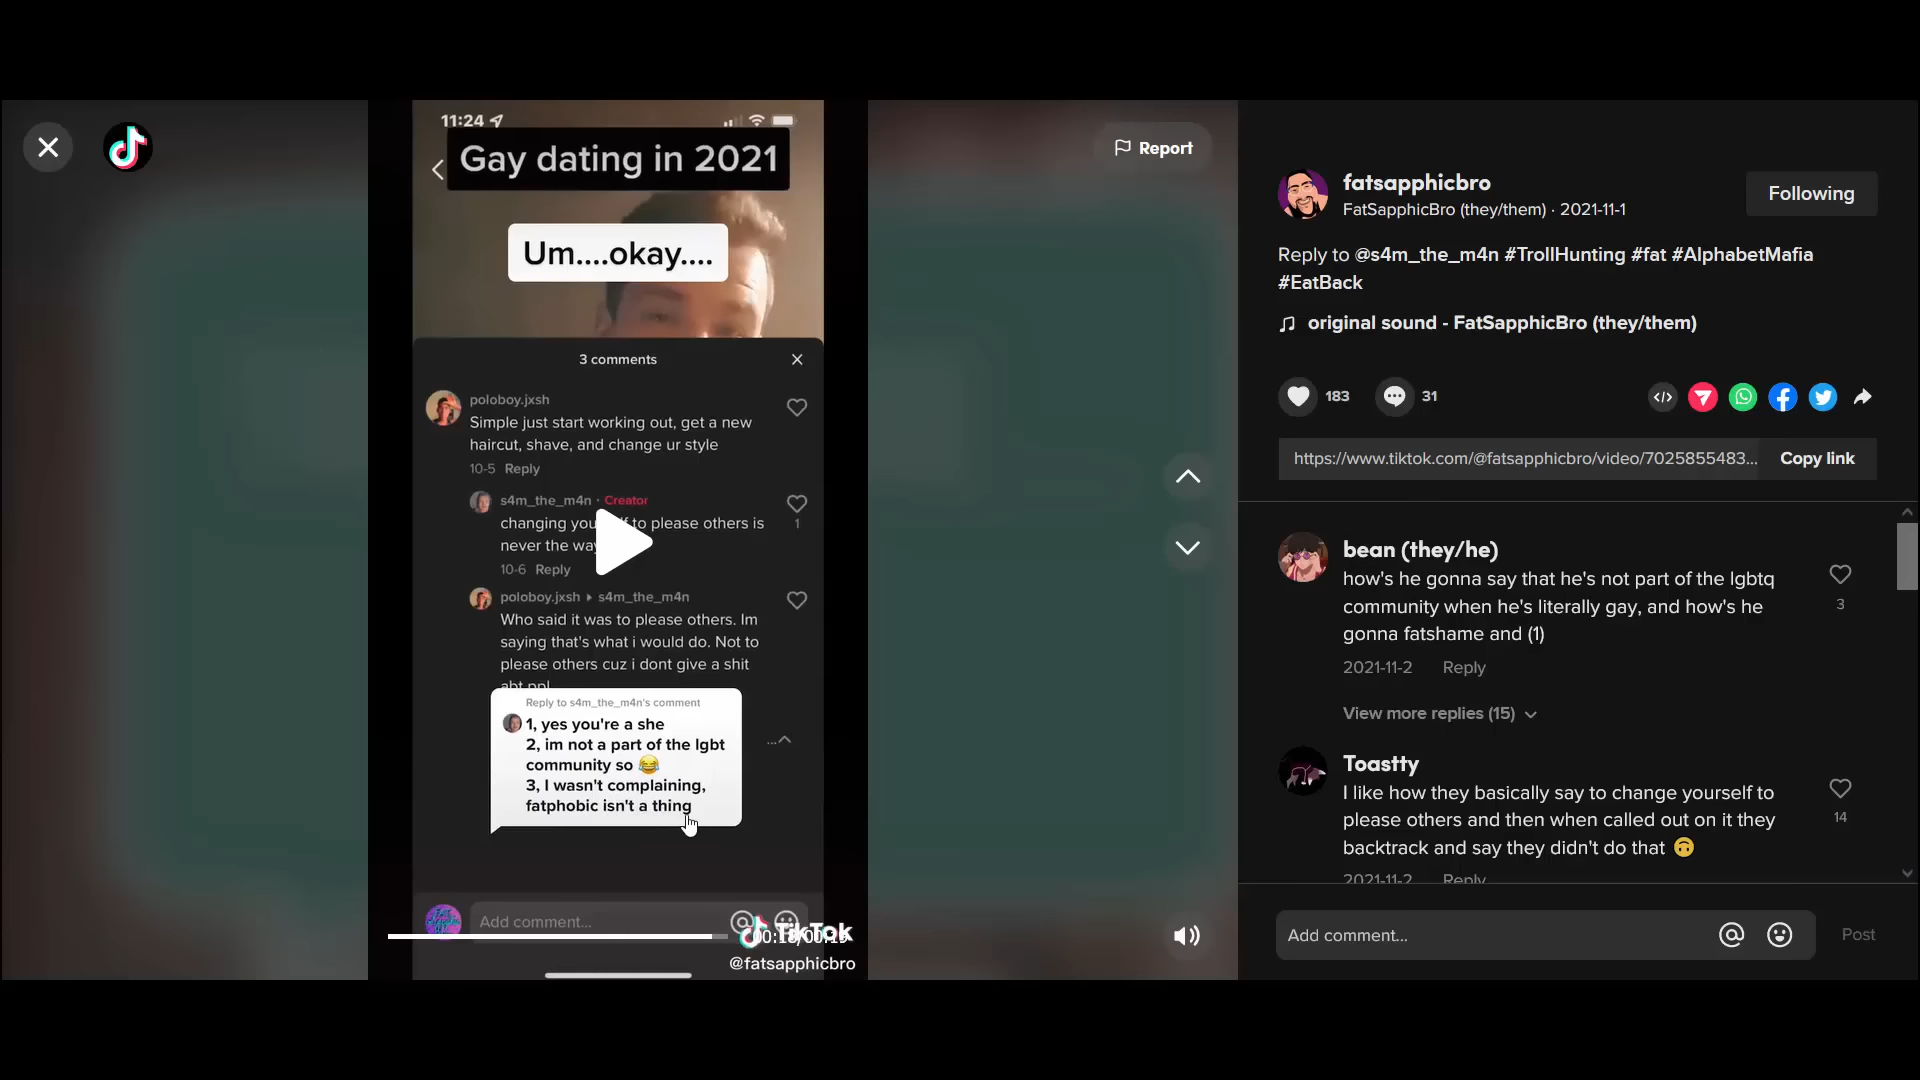 11:24
Gay dating in 2021
Um....okay....
3 comments
poloboy.jxsh
Simple just start working out, get a new
haircut, shave, and change ur style
10-5 Reply
s4m_the_m4n · Creator
changing to please others is
never the
1
10-6 Reply
poloboy.jxsh s4m_the_m4n
Who said it was to please others. Im
saying that's what i would do. Not to
please others cuz i dont give a shit
abt ppl
Reply to s4m_the_m4n's comment
1, yes you're a she
2, im not a part of the lgbt
community so 😂
3, I wasn't complaining,
fatphobic isn't a thing
...
Add comment...
TikTok
@fatsapphicbro
Report
fatsapphicbro
FatSapphicBro (they/them) · 2021-11-1
Following
Reply to @s4m_the_m4n #TrollHunting #fat #AlphabetMafia
#EatBack
original sound - FatSapphicBro (they/them)
183
31
https://www.tiktok.com/@fatsapphicbro/video/7025855483...
Copy link
bean (they/he)
how's he gonna say that he's not part of the lgbtq
community when he's literally gay, and how's he
gonna fatshame and (1)
3
2021-11-2 Reply
View more replies (15)
Toastty
I like how they basically say to change yourself to
please others and then when called out on it they
backtrack and say they didn't do that 🙃
14
2021-11-2 Reply
Add comment...
Post